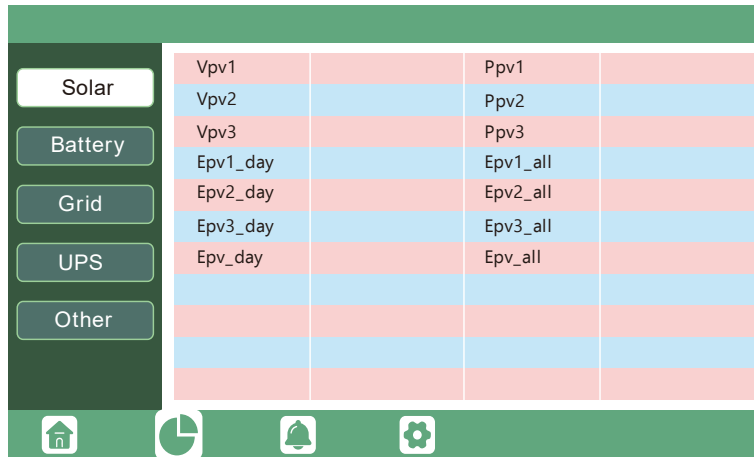 Solar
Battery
Grid
UPS
Other
Vpv1 Ppv1
Vpv2 Ppv2
Vpv3 Ppv3
Epv1_day Epv1_all
Epv2_day Epv2_all
Epv3_day Epv3_all
Epv_day Epv_all